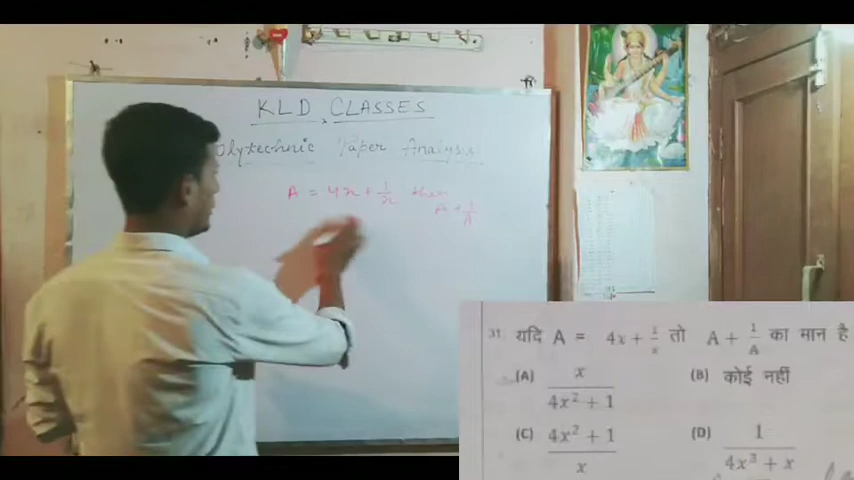 KLD CLASSES
olytechnic Paper Analysis
A = 4x + 1/x then
A + 1/A
31. यदि A = 4x + 1/x तो A + 1/A का मान है
(A) x / 4x² + 1 (B) कोई नहीं
(C) 4x² + 1 / x (D) 1 / 4x³ + x